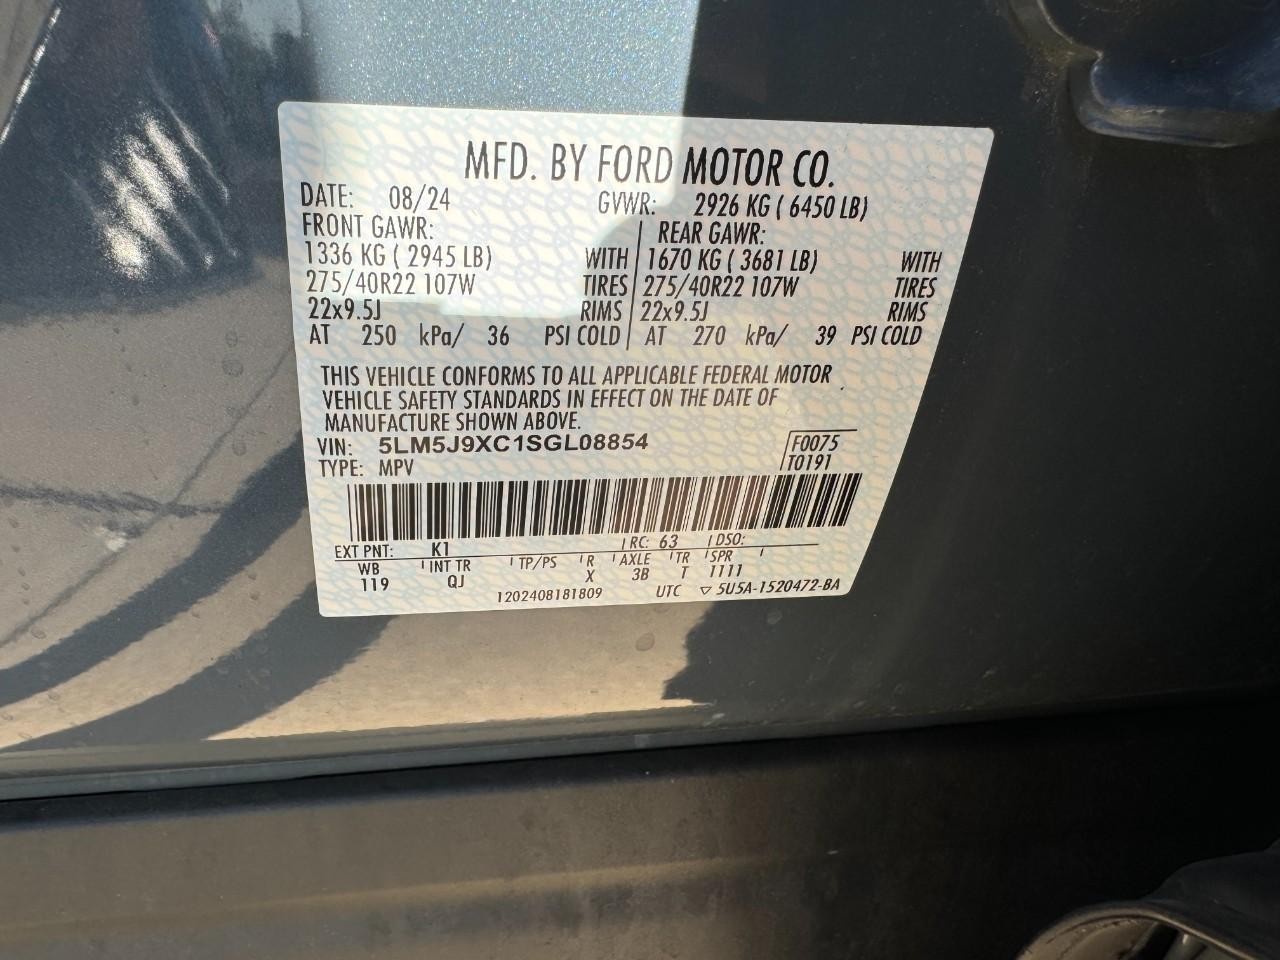 MFD. BY FORD MOTOR CO.
DATE: 08/24 GVWR: 2926 KG ( 6450 LB)
FRONT GAWR: REAR GAWR:
1336 KG ( 2945 LB) WITH 1670 KG ( 3681 LB) WITH
275/40R22 107W TIRES 275/40R22 107W TIRES
22x9.5J RIMS 22x9.5J RIMS
AT 250 kPa/ 36 PSI COLD AT 270 kPa/ 39 PSI COLD
THIS VEHICLE CONFORMS TO ALL APPLICABLE FEDERAL MOTOR
VEHICLE SAFETY STANDARDS IN EFFECT ON THE DATE OF
MANUFACTURE SHOWN ABOVE.
VIN: 5LM5J9XC1SGL08854 F0075
TYPE: MPV T0191
EXT PNT: K1 RC: 63 DSO:
WB INT TR TP/PS R AXLE TR SPR
119 QJ X 3B T 1111
1202408181809 UTC ▽ 5U5A-1520472-BA